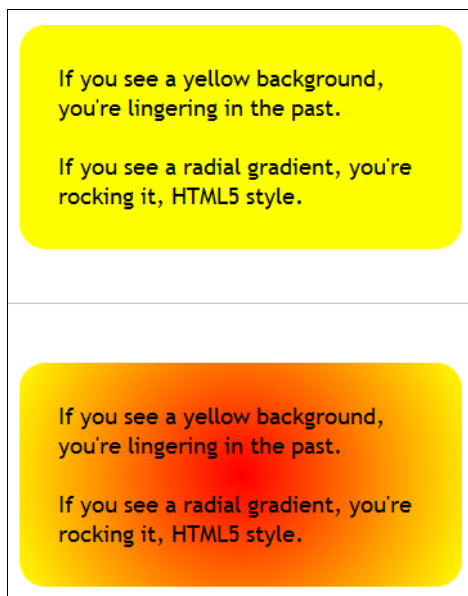 If you see a yellow background,
you're lingering in the past.
If you see a radial gradient, you're
rocking it, HTML5 style.
If you see a yellow background,
you're lingering in the past.
If you see a radial gradient, you're
rocking it, HTML5 style.